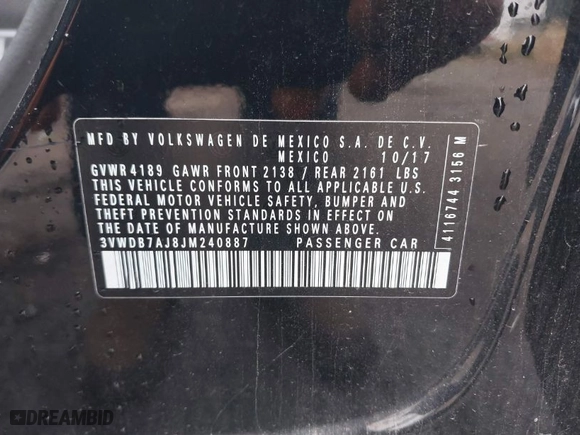 MFD BY VOLKSWAGEN DE MEXICO S.A. DE C.V.
MEXICO 10/17
GVWR 4189 GAWR FRONT 2138 / REAR 2161 LBS
THIS VEHICLE CONFORMS TO ALL APPLICABLE U.S.
FEDERAL MOTOR VEHICLE SAFETY, BUMPER AND
THEFT PREVENTION STANDARDS IN EFFECT ON
THE DATE OF MANUFACTURE SHOWN ABOVE.
3VWDB7AJ8JM240887 PASSENGER CAR
4116744 3156 M
DREAMBID